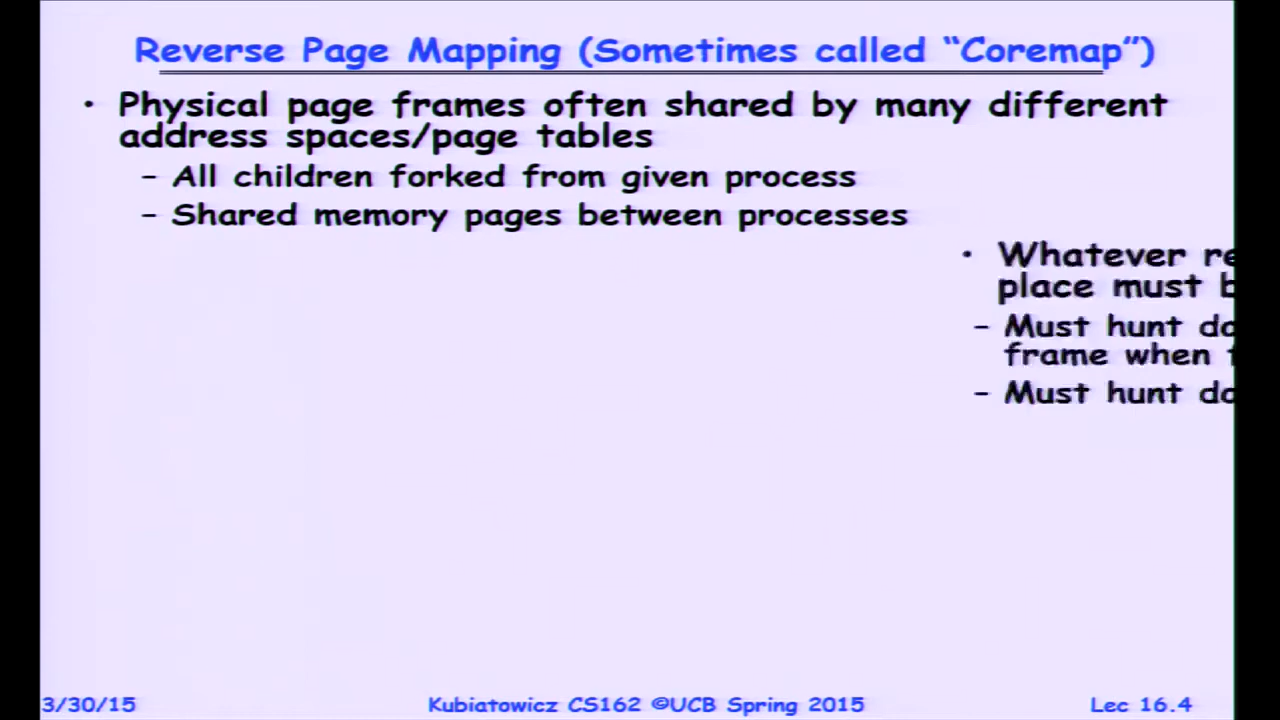 Reverse Page Mapping (Sometimes called “Coremap”)
• Physical page frames often shared by many different
address spaces/page tables
– All children forked from given process
– Shared memory pages between processes
• Whatever
place must
– Must hunt
frame when
– Must hunt
3/30/15
Kubiatowicz CS162 ©UCB Spring 2015
Lec 16.4